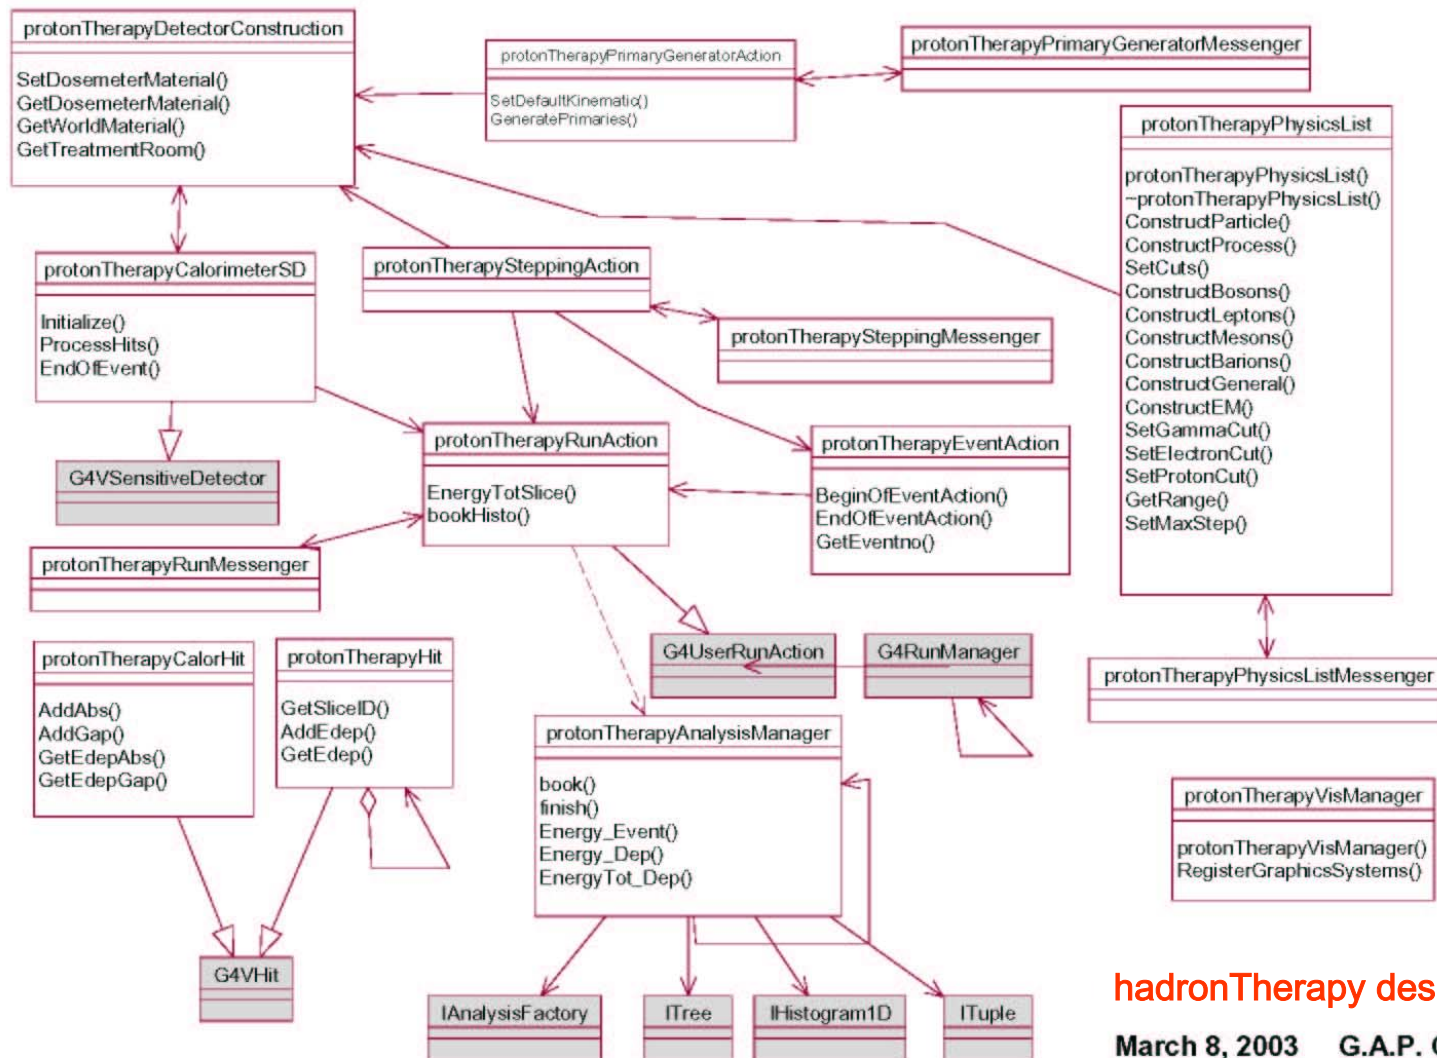 protonTherapyDetectorConstruction
SetDosemeterMaterial()
GetDosemeterMaterial()
GetWorldMaterial()
GetTreatmentRoom()
protonTherapyPrimaryGeneratorAction
SetDefaultKinematic()
GeneratePrimaries()
protonTherapyPrimaryGeneratorMessenger
protonTherapyPhysicsList
protonTherapyPhysicsList()
~protonTherapyPhysicsList()
ConstructParticle()
ConstructProcess()
SetCuts()
ConstructBosons()
ConstructLeptons()
ConstructMesons()
ConstructBarions()
ConstructGeneral()
ConstructEM()
SetGammaCut()
SetElectronCut()
SetProtonCut()
GetRange()
SetMaxStep()
protonTherapyCalorimeterSD
Initialize()
ProcessHits()
EndOfEvent()
protonTherapySteppingAction
protonTherapySteppingMessenger
G4VSensitiveDetector
protonTherapyRunAction
EnergyTotSlice()
bookHisto()
protonTherapyEventAction
BeginOfEventAction()
EndOfEventAction()
GetEventno()
protonTherapyRunMessenger
protonTherapyCalorHit
AddAbs()
AddGap()
GetEdepAbs()
GetEdepGap()
protonTherapyHit
GetSliceID()
AddEdep()
GetEdep()
G4UserRunAction
G4RunManager
protonTherapyPhysicsListMessenger
protonTherapyAnalysisManager
book()
finish()
Energy_Event()
Energy_Dep()
EnergyTot_Dep()
protonTherapyVisManager
protonTherapyVisManager()
RegisterGraphicsSystems()
G4VHit
IAnalysisFactory
ITree
IHistogram1D
ITuple
hadronTherapy des
March 8, 2003 G.A.P.